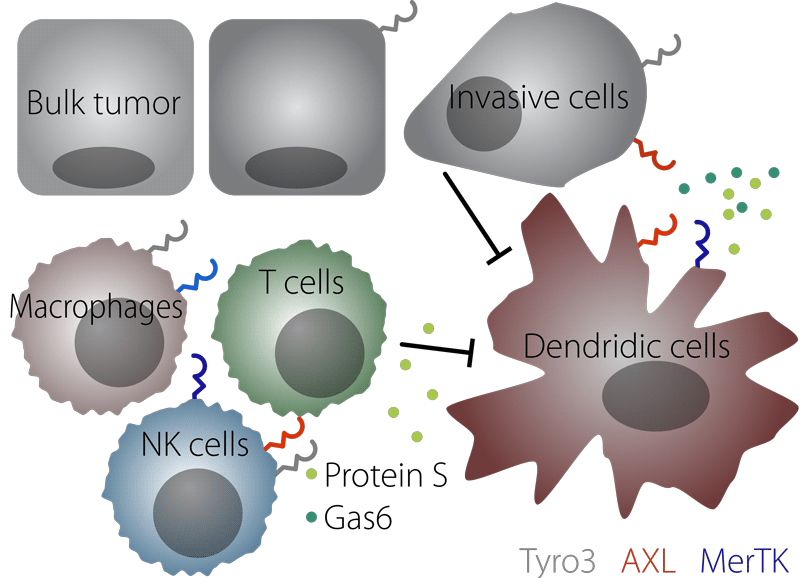 Bulk tumor
Invasive cells
T cells
Macrophages
Dendridic cells
NK cells
Protein S
Gas6
Tyro3 AXL MerTK